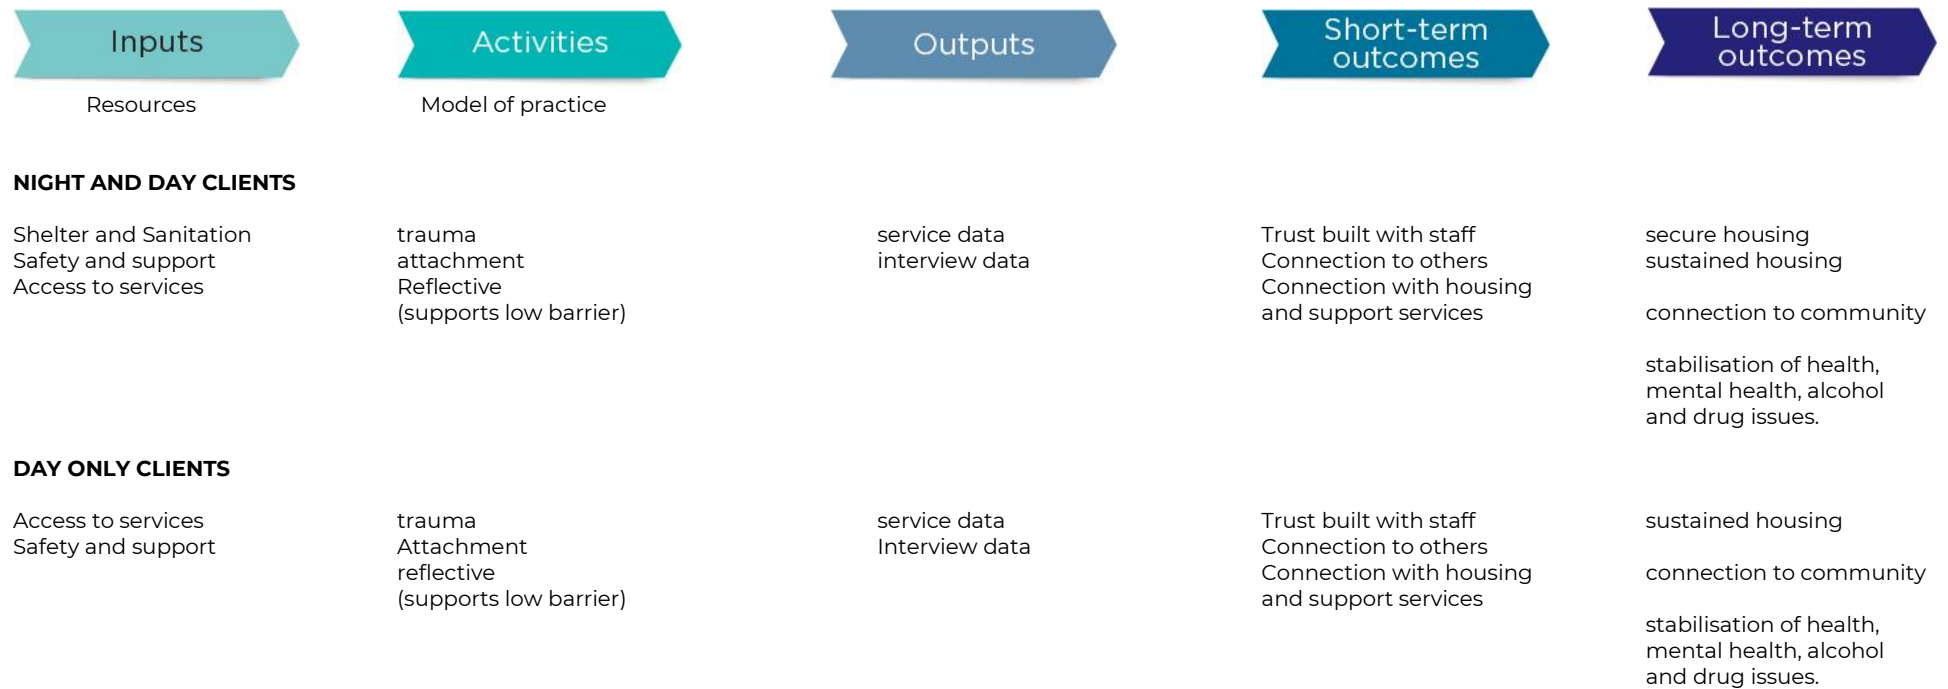 Inputs
Activities
Outputs
Short-term
outcomes
Long-term
outcomes
Resources
Model of practice
NIGHT AND DAY CLIENTS
Shelter and Sanitation
Safety and support
Access to services
trauma
attachment
Reflective
(supports low barrier)
service data
interview data
Trust built with staff
Connection to others
Connection with housing
and support services
secure housing
sustained housing
connection to community
stabilisation of health,
mental health, alcohol
and drug issues.
DAY ONLY CLIENTS
Access to services
Safety and support
trauma
Attachment
reflective
(supports low barrier)
service data
Interview data
Trust built with staff
Connection to others
Connection with housing
and support services
sustained housing
connection to community
stabilisation of health,
mental health, alcohol
and drug issues.